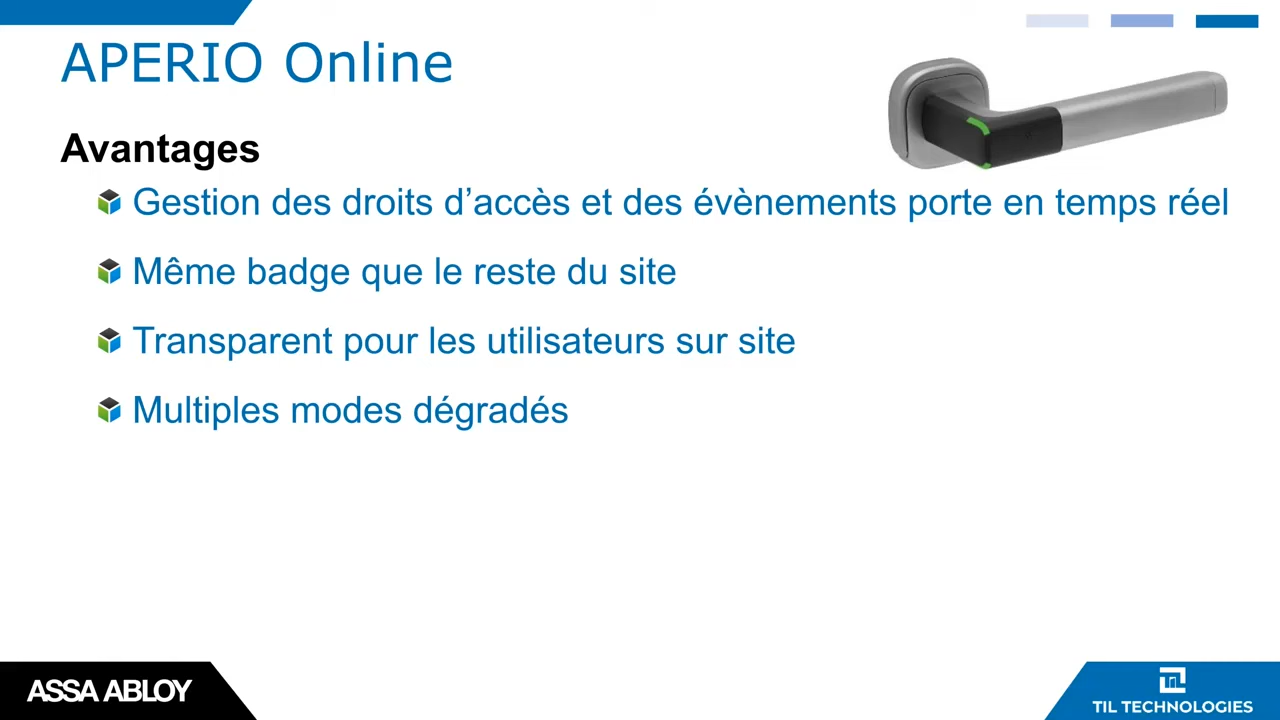 APERIO Online
Avantages
Gestion des droits d’accès et des évènements porte en temps réel
Même badge que le reste du site
Transparent pour les utilisateurs sur site
Multiples modes dégradés
ASSA ABLOY
TIL TECHNOLOGIES